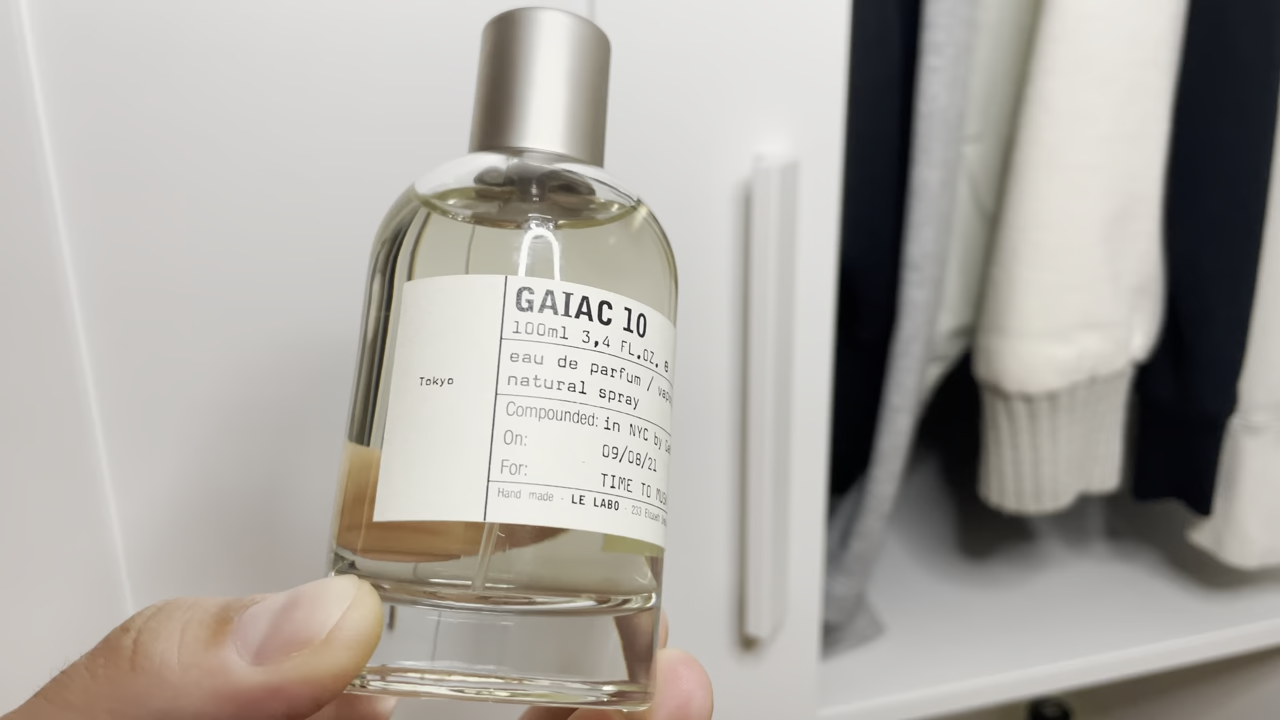 Tokyo
GAIAC 10
100ml 3,4 FL.OZ. e
eau de parfum /
natural spray
Compounded: in NYC by
On: 09/08/21
For: TIME TO
Hand made - LE LABO - 233 Elizabeth